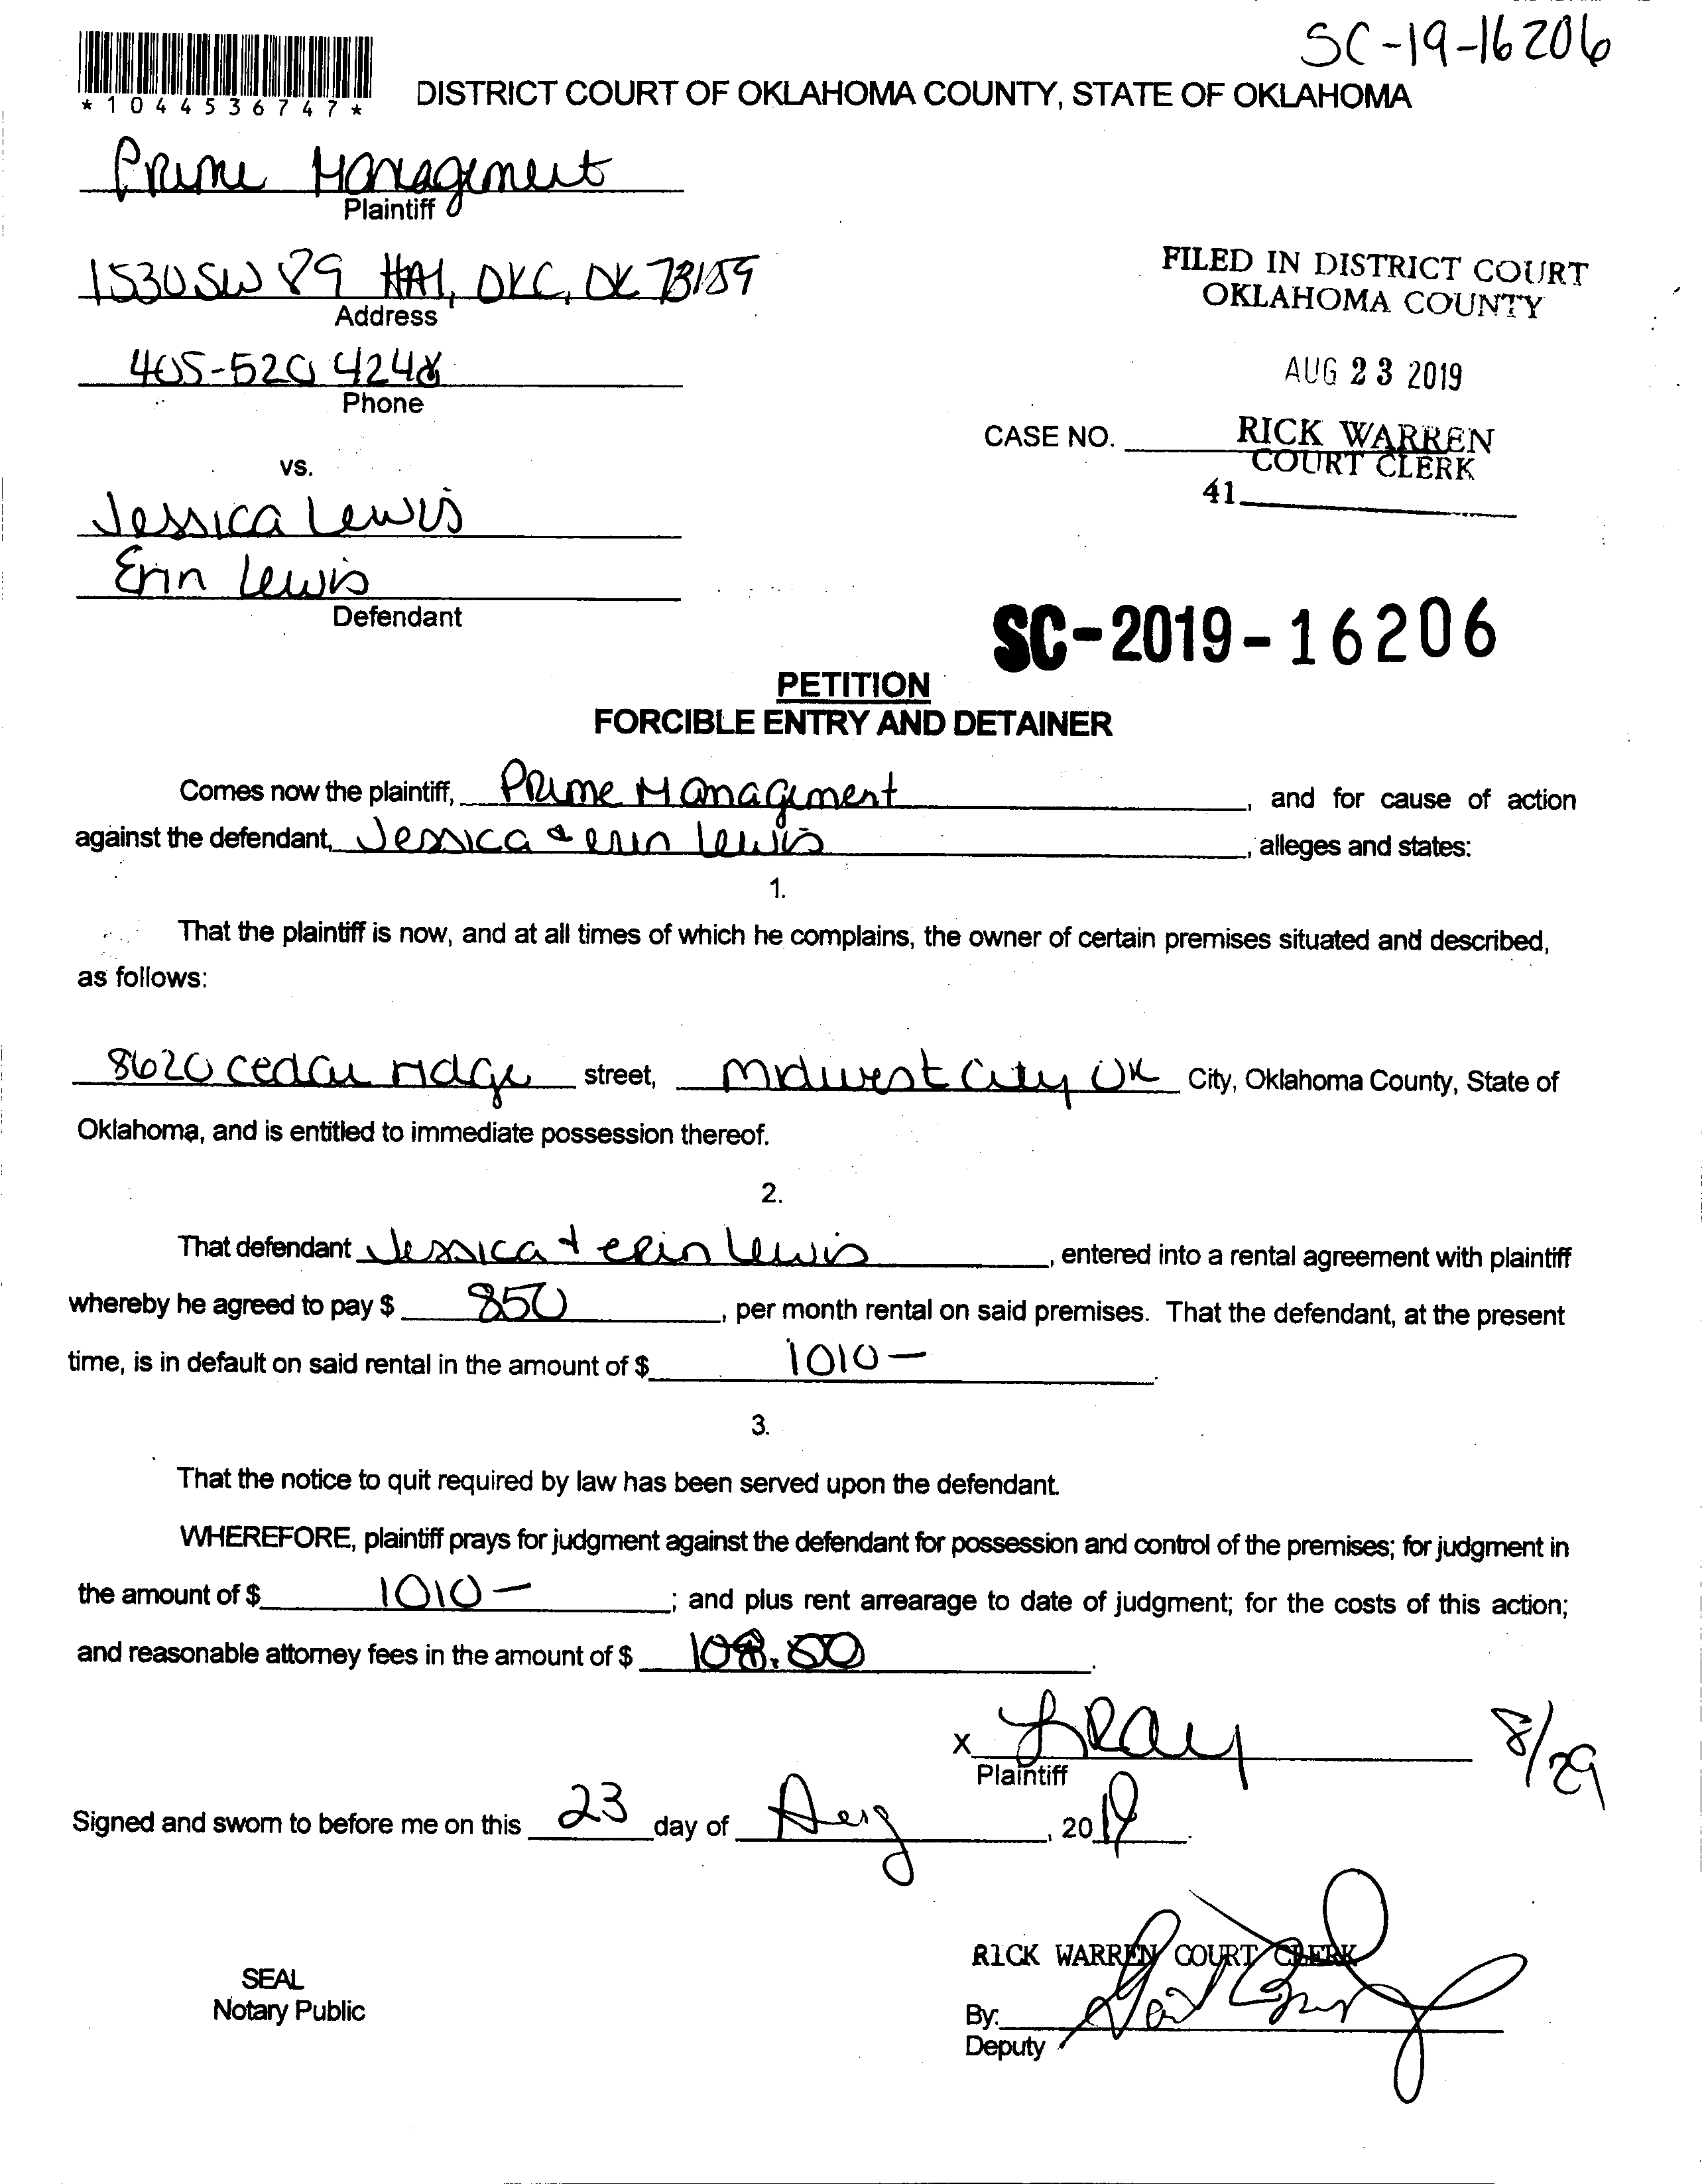 SC-19-16206
*1044536747*
DISTRICT COURT OF OKLAHOMA COUNTY, STATE OF OKLAHOMA
Prime Management
Plaintiff
1530 SW 89 #A1, OKC, OK 73159
Address
FILED IN DISTRICT COURT
OKLAHOMA COUNTY
405-520 4248
Phone
AUG 23 2019
CASE NO.
RICK WARREN
COURT CLERK
41
vs.
Jessica Lewis
Erin Lewis
Defendant
SC-2019-16206
PETITION
FORCIBLE ENTRY AND DETAINER
Comes now the plaintiff, Prime Management, and for cause of action
against the defendant, Jessica & erin lewis, alleges and states:
1.
That the plaintiff is now, and at all times of which he complains, the owner of certain premises situated and described,
as follows:
8620 cedar ridge street, Midwest City OK City, Oklahoma County, State of
Oklahoma, and is entitled to immediate possession thereof.
2.
That defendant Jessica + erin Lewis, entered into a rental agreement with plaintiff
whereby he agreed to pay $ 850, per month rental on said premises. That the defendant, at the present
time, is in default on said rental in the amount of $ 1010-.
3.
That the notice to quit required by law has been served upon the defendant.
WHEREFORE, plaintiff prays for judgment against the defendant for possession and control of the premises; for judgment in
the amount of $ 1010-; and plus rent arrearage to date of judgment; for the costs of this action;
and reasonable attorney fees in the amount of $ 108.00.
X LRay
Plaintiff
8/29
Signed and sworn to before me on this 23 day of Aug, 2019.
RICK WARREN COURT CLERK
SEAL
Notary Public
By:
Deputy